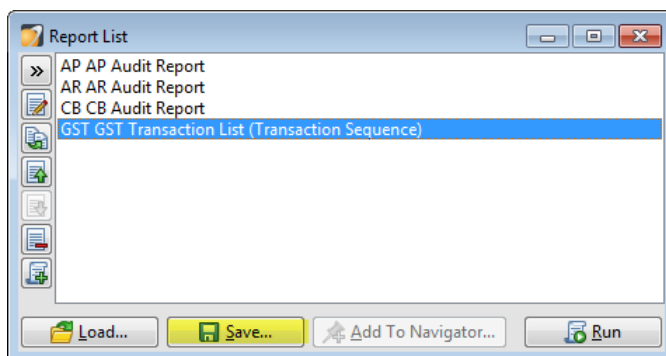 Report List
AP AP Audit Report
AR AR Audit Report
CB CB Audit Report
GST GST Transaction List (Transaction Sequence)
Load... Save... Add To Navigator... Run